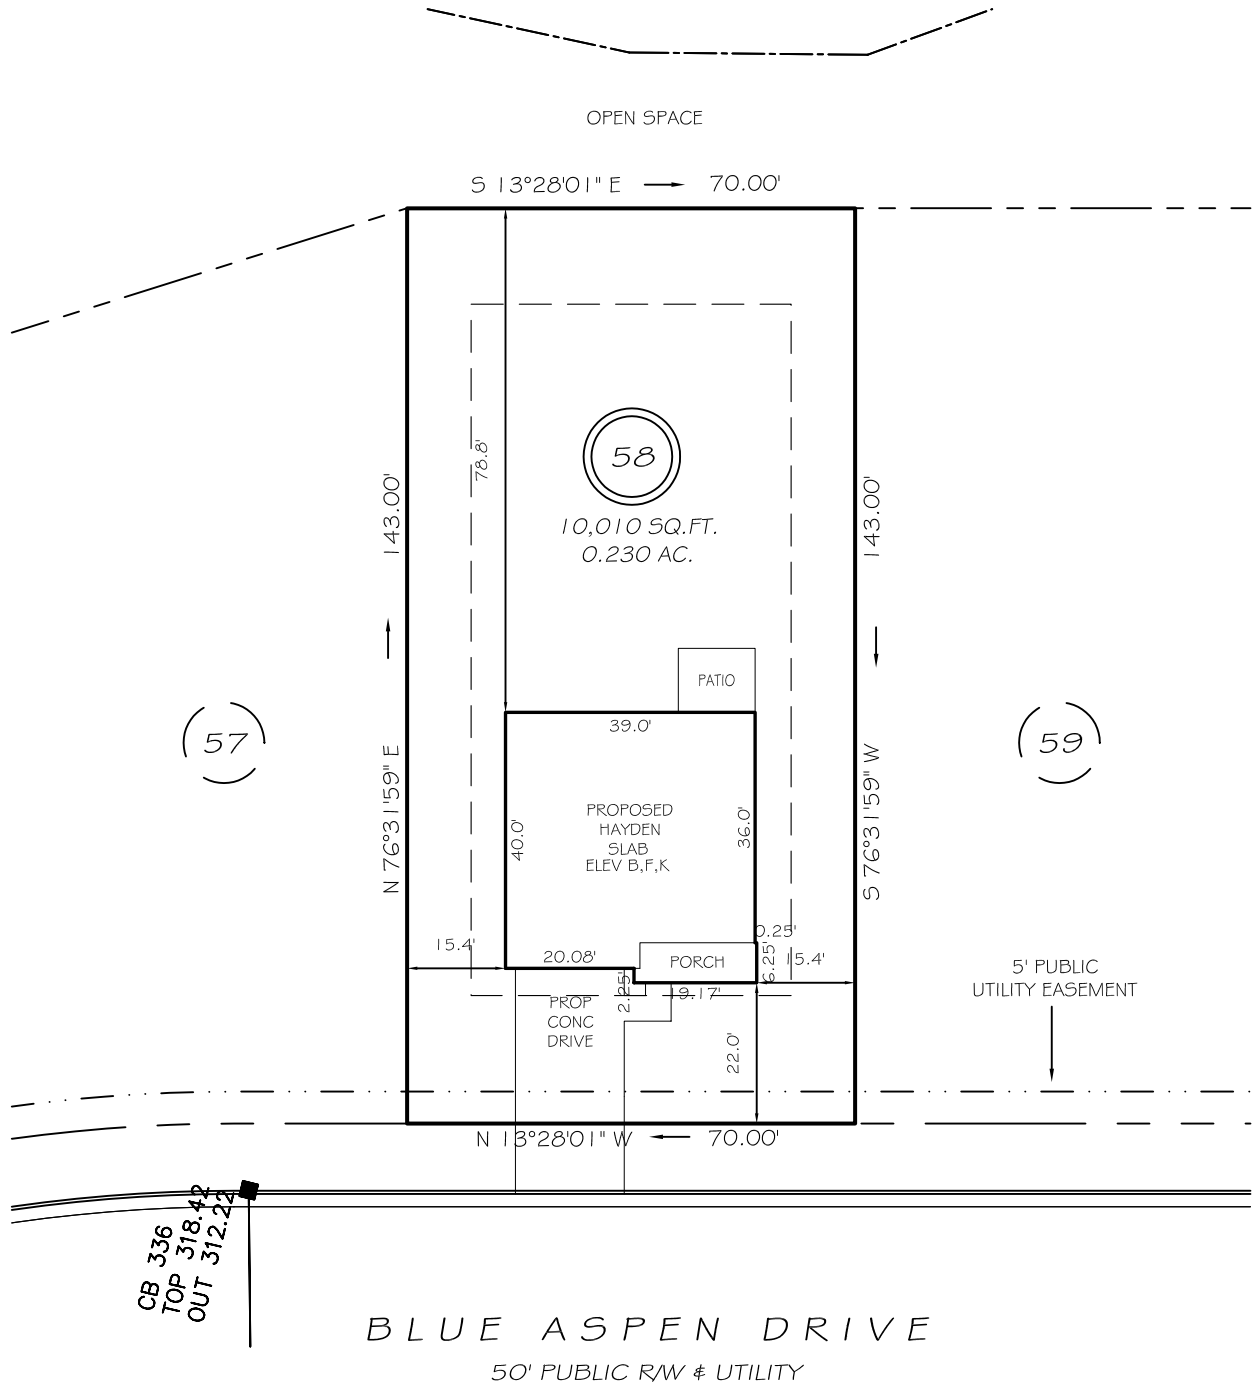 OPEN SPACE
S 13°28'01" E
70.00'
78.8'
58
10,010 SQ.FT.
0.230 AC.
143.00'
143.00'
PATIO
57
59
39.0'
N 76°31'59" E
S 76°31'59" W
PROPOSED
HAYDEN
SLAB
ELEV B,F,K
40.0'
36.0'
0.25'
15.4'
20.08'
PORCH
6.25'
15.4'
2.25'
19.17'
PROP
CONC
DRIVE
22.0'
5' PUBLIC
UTILITY EASEMENT
N 13°28'01" W
70.00'
CB 336
TOP 318.42
OUT 312.22
BLUE ASPEN DRIVE
50' PUBLIC R/W & UTILITY